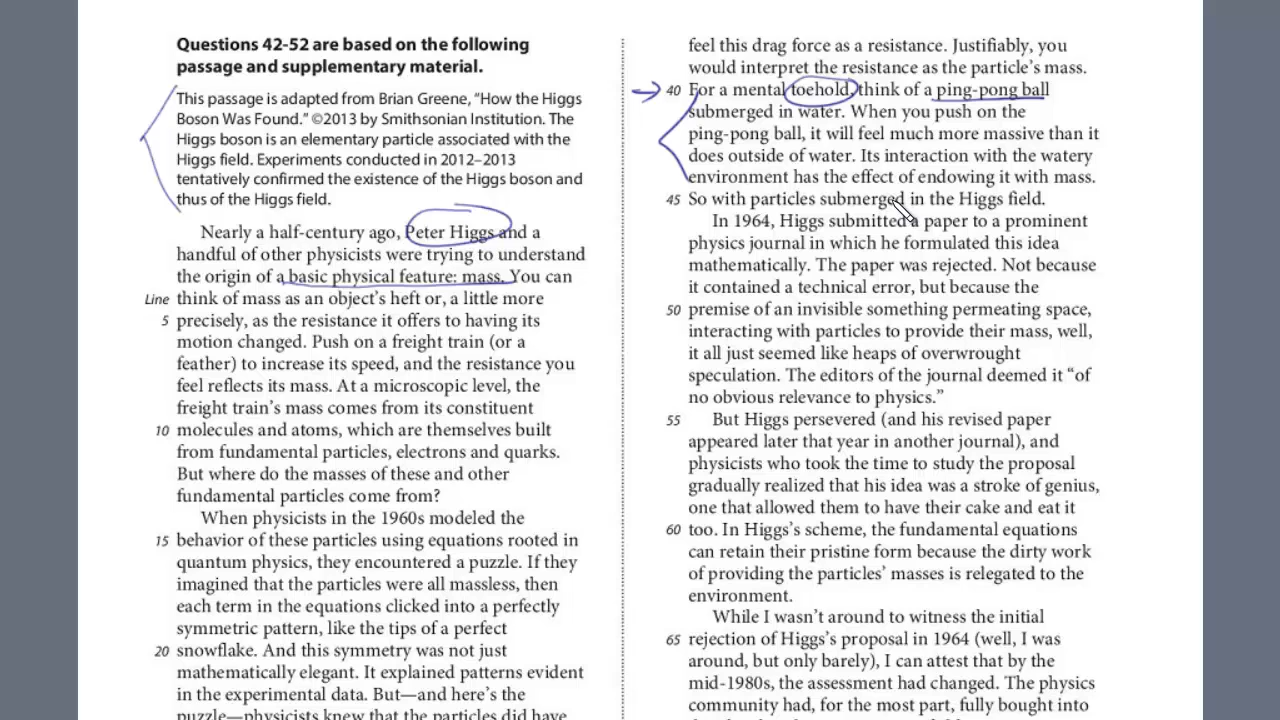 Questions 42-52 are based on the following
passage and supplementary material.
This passage is adapted from Brian Greene, “How the Higgs
Boson Was Found.” ©2013 by Smithsonian Institution. The
Higgs boson is an elementary particle associated with the
Higgs field. Experiments conducted in 2012–2013
tentatively confirmed the existence of the Higgs boson and
thus of the Higgs field.
Nearly a half-century ago, Peter Higgs and a
handful of other physicists were trying to understand
the origin of a basic physical feature: mass. You can
Line think of mass as an object’s heft or, a little more
5 precisely, as the resistance it offers to having its
motion changed. Push on a freight train (or a
feather) to increase its speed, and the resistance you
feel reflects its mass. At a microscopic level, the
freight train’s mass comes from its constituent
10 molecules and atoms, which are themselves built
from fundamental particles, electrons and quarks.
But where do the masses of these and other
fundamental particles come from?
When physicists in the 1960s modeled the
15 behavior of these particles using equations rooted in
quantum physics, they encountered a puzzle. If they
imagined that the particles were all massless, then
each term in the equations clicked into a perfectly
symmetric pattern, like the tips of a perfect
20 snowflake. And this symmetry was not just
mathematically elegant. It explained patterns evident
in the experimental data. But—and here’s the
puzzle—physicists knew that the particles did have
feel this drag force as a resistance. Justifiably, you
would interpret the resistance as the particle’s mass.
40 For a mental toehold, think of a ping-pong ball
submerged in water. When you push on the
ping-pong ball, it will feel much more massive than it
does outside of water. Its interaction with the watery
environment has the effect of endowing it with mass.
45 So with particles submerged in the Higgs field.
In 1964, Higgs submitted a paper to a prominent
physics journal in which he formulated this idea
mathematically. The paper was rejected. Not because
it contained a technical error, but because the
50 premise of an invisible something permeating space,
interacting with particles to provide their mass, well,
it all just seemed like heaps of overwrought
speculation. The editors of the journal deemed it “of
no obvious relevance to physics.”
55 But Higgs persevered (and his revised paper
appeared later that year in another journal), and
physicists who took the time to study the proposal
gradually realized that his idea was a stroke of genius,
one that allowed them to have their cake and eat it
60 too. In Higgs’s scheme, the fundamental equations
can retain their pristine form because the dirty work
of providing the particles’ masses is relegated to the
environment.
While I wasn’t around to witness the initial
65 rejection of Higgs’s proposal in 1964 (well, I was
around, but only barely), I can attest that by the
mid-1980s, the assessment had changed. The physics
community had, for the most part, fully bought into